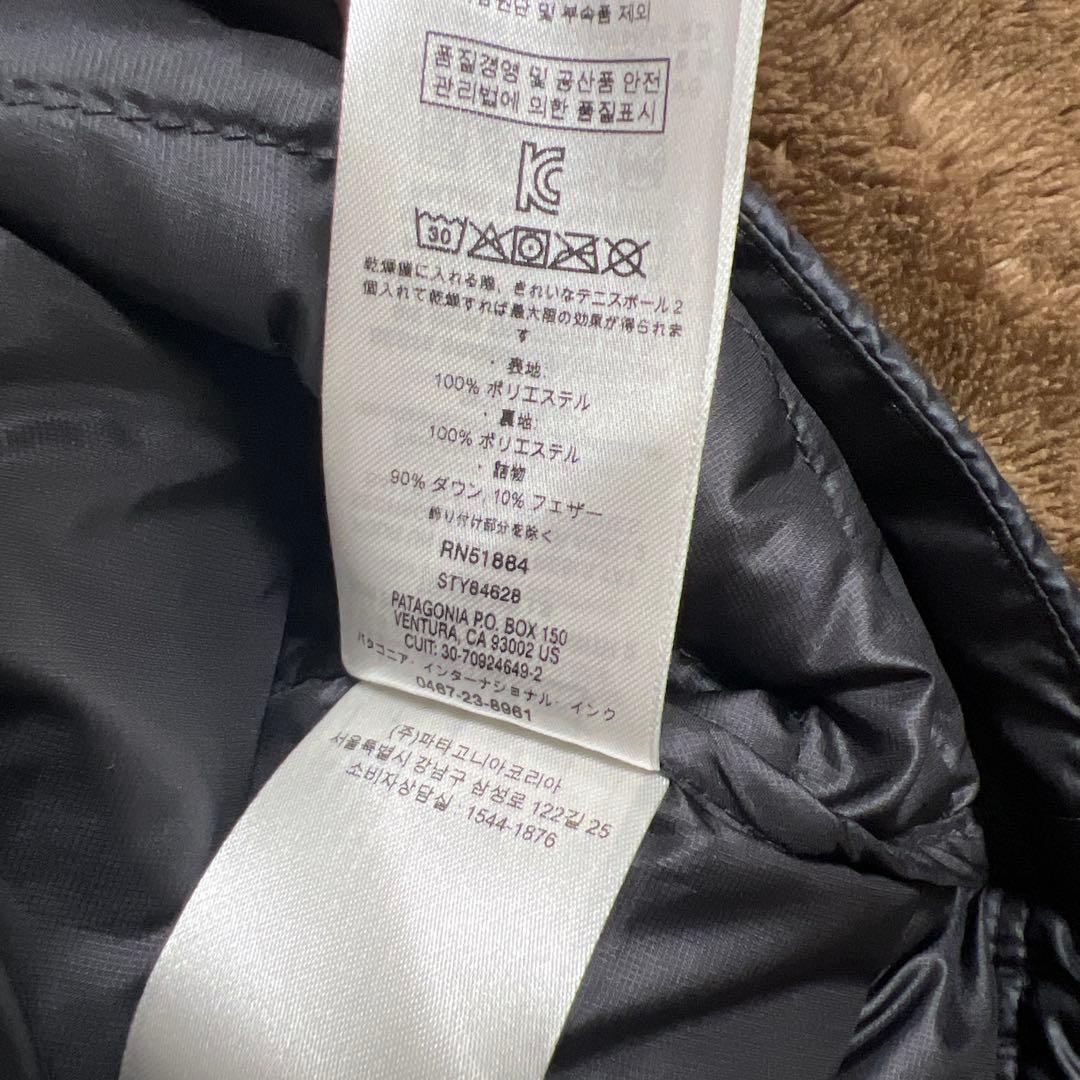 및 부속품 제외
품질경영 및 공산품 안전
관리법에 의한 품질표시
KC
30
乾燥機に入れる際、きれいなテニスボール2
個入れて乾燥すれば最大限の効果が得られま
す
・表地:
100% ポリエステル
・裏地:
100% ポリエステル
・詰物
90% ダウン 10% フェザー
飾り付け部分を除く
RN51884
STY84628
PATAGONIA P.O. BOX 150
VENTURA, CA 93002 US
CUIT: 30-70924649-2
パタゴニア・インターナショナル・インク
0467-23-8961
(주)파타고니아코리아
서울특별시 강남구 삼성로 122길 25
소비자상담실 1544-1876